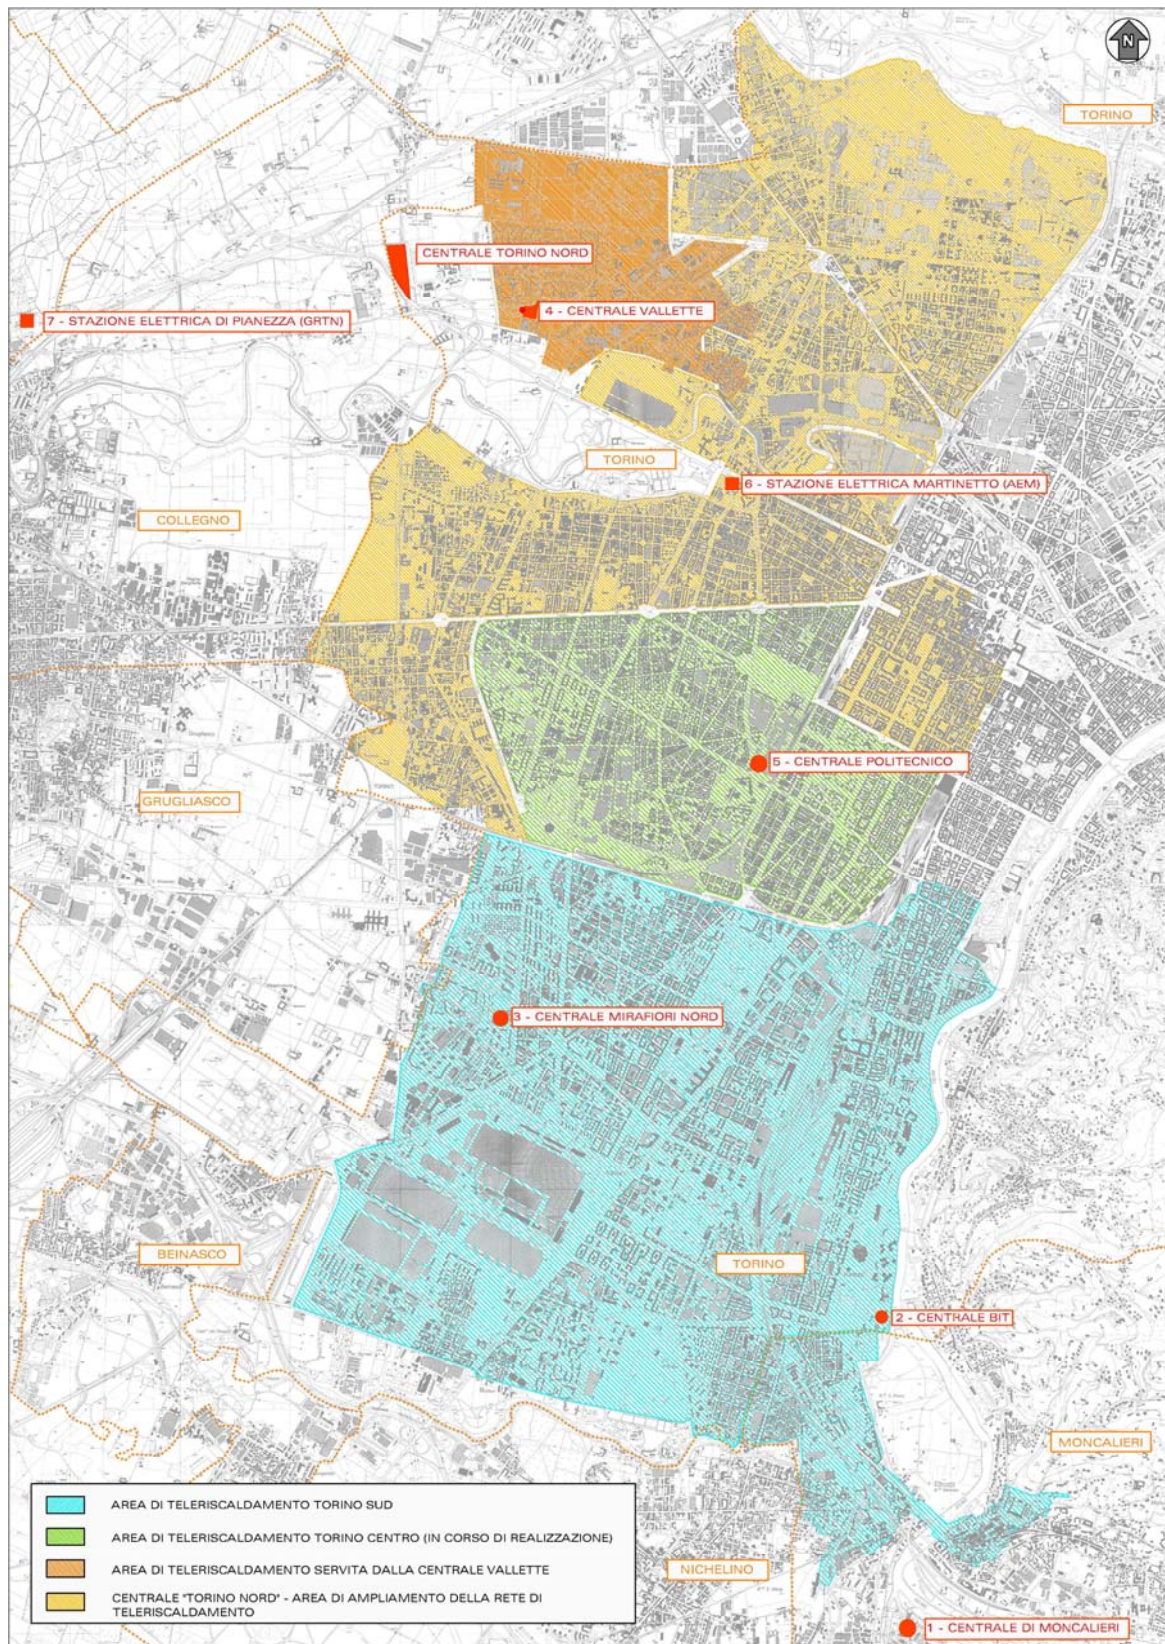 N
TORINO
CENTRALE TORINO NORD
4 - CENTRALE VALLETTE
7 - STAZIONE ELETTRICA DI PIANEZZA (GRTN)
TORINO
6 - STAZIONE ELETTRICA MARTINETTO (AEM)
COLLEGNO
5 - CENTRALE POLITECNICO
GRUGLIASCO
3 - CENTRALE MIRAFIORI NORD
BEINASCO
TORINO
2 - CENTRALE BIT
MONCALIERI
NICHELINO
1 - CENTRALE DI MONCALIERI
AREA DI TELERISCALDAMENTO TORINO SUD
AREA DI TELERISCALDAMENTO TORINO CENTRO (IN CORSO DI REALIZZAZIONE)
AREA DI TELERISCALDAMENTO SERVITA DALLA CENTRALE VALLETTE
CENTRALE "TORINO NORD" - AREA DI AMPLIAMENTO DELLA RETE DI
TELERISCALDAMENTO